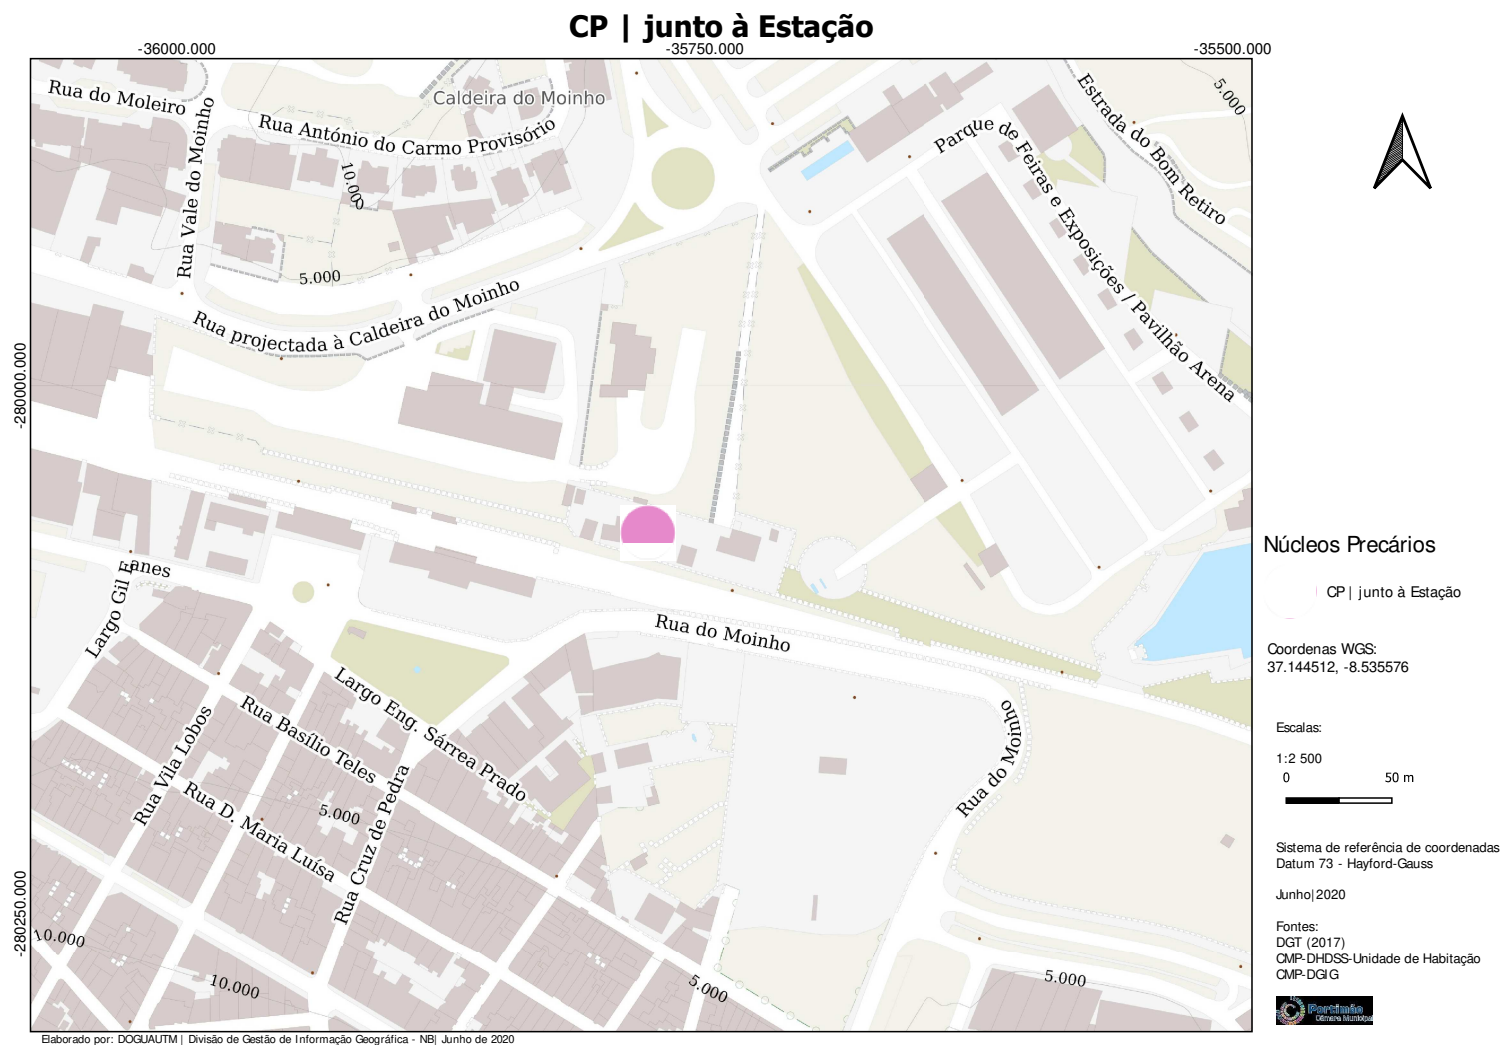 CP | junto à Estação
-36000.000
-35750.000
-35500.000
-280000.000
-280250.000
Rua do Moleiro
Rua Vale do Moinho
Caldeira do Moinho
Rua António do Carmo Provisório
10.000
5.000
Rua projectada à Caldeira do Moinho
Parque de Feiras e Exposições / Pavilhão Arena
Estrada do Bom Retiro
5.000
Largo Gil Eanes
Rua do Moinho
Largo Eng. Sárrea Prado
Rua Basílio Teles
Rua Vila Lobos
Rua D. Maria Luísa
5.000
Rua Cruz de Pedra
Rua do Moinho
10.000
10.000
5.000
5.000
Núcleos Precários
CP | junto à Estação
Coordenas WGS:
37.144512, -8.535576
Escalas:
1:2 500
0 50 m
Sistema de referência de coordenadas
Datum 73 - Hayford-Gauss
Junho|2020
Fontes:
DGT (2017)
CMP-DHDSS-Unidade de Habitação
CMP-DGIG
Portimão
Câmara Municipal
Elaborado por: DOGUAUTM | Divisão de Gestão de Informação Geográfica - NB| Junho de 2020